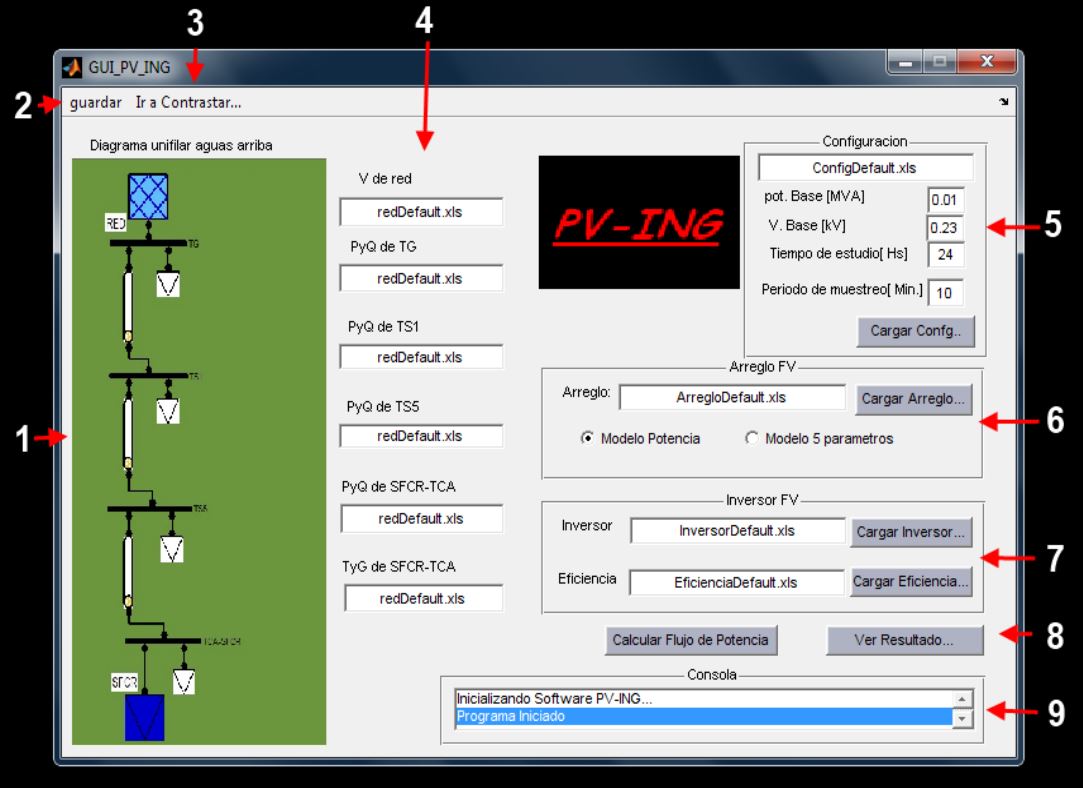 3
4
GUI_PV_ING
2
guardar Ir a Contrastar...
Diagrama unifilar aguas arriba
RED
TG
TS1
TS5
TCA-SFCR
SFCR
1
V de red
redDefault.xls
PyQ de TG
redDefault.xls
PyQ de TS1
redDefault.xls
PyQ de TS5
redDefault.xls
PyQ de SFCR-TCA
redDefault.xls
TyG de SFCR-TCA
redDefault.xls
PV-ING
Configuracion
ConfigDefault.xls
pot. Base [MVA] 0.01
V. Base [kV] 0.23
Tiempo de estudio[ Hs] 24
Periodo de muestreo[ Min.] 10
Cargar Confg..
5
Arreglo FV
Arreglo: ArregloDefault.xls Cargar Arreglo...
Modelo Potencia Modelo 5 parametros
6
Inversor FV
Inversor InversorDefault.xls Cargar Inversor...
Eficiencia EficienciaDefault.xls Cargar Eficiencia...
7
Calcular Flujo de Potencia Ver Resultado...
8
Consola
Inicializando Software PV-ING...
Programa Iniciado
9